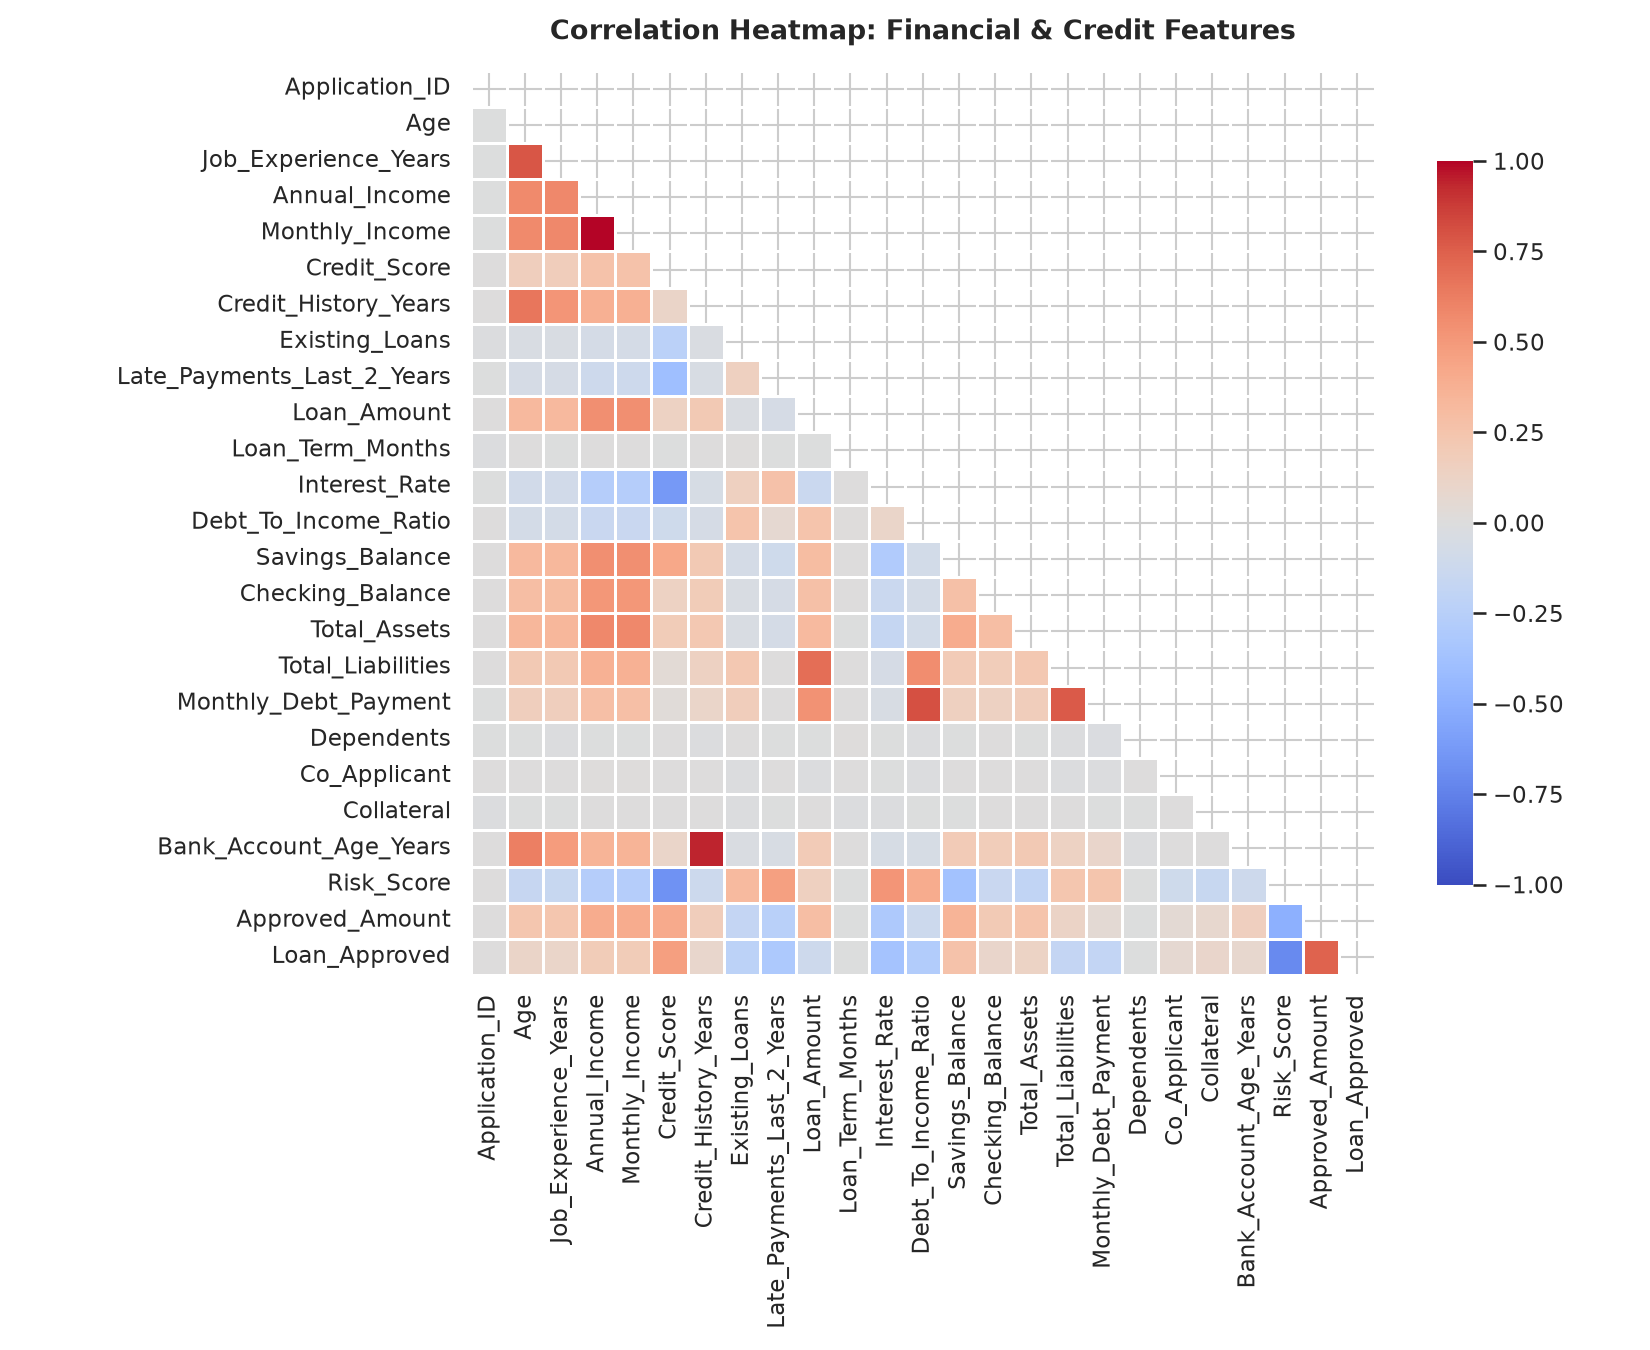 Correlation Heatmap: Financial & Credit Features
Application_ID
Age
Job_Experience_Years
Annual_Income
Monthly_Income
Credit_Score
Credit_History_Years
Existing_Loans
Late_Payments_Last_2_Years
Loan_Amount
Loan_Term_Months
Interest_Rate
Debt_To_Income_Ratio
Savings_Balance
Checking_Balance
Total_Assets
Total_Liabilities
Monthly_Debt_Payment
Dependents
Co_Applicant
Collateral
Bank_Account_Age_Years
Risk_Score
Approved_Amount
Loan_Approved
Application_ID
Age
Job_Experience_Years
Annual_Income
Monthly_Income
Credit_Score
Credit_History_Years
Existing_Loans
Late_Payments_Last_2_Years
Loan_Amount
Loan_Term_Months
Interest_Rate
Debt_To_Income_Ratio
Savings_Balance
Checking_Balance
Total_Assets
Total_Liabilities
Monthly_Debt_Payment
Dependents
Co_Applicant
Collateral
Bank_Account_Age_Years
Risk_Score
Approved_Amount
Loan_Approved
1.00
0.75
0.50
0.25
0.00
−0.25
−0.50
−0.75
−1.00